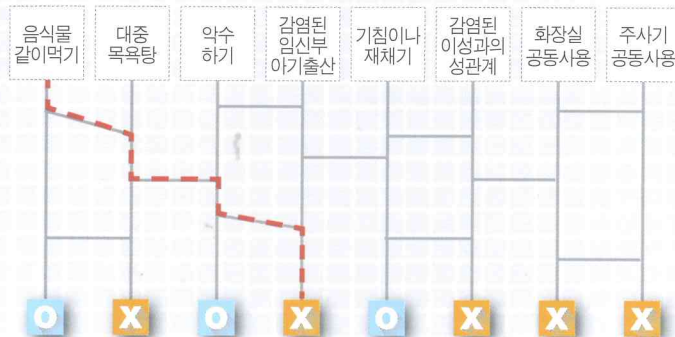 음식물
같이먹기
대중
목욕탕
악수
하기
감염된
임신부
아기출산
기침이나
재채기
감염된
이성과의
성관계
화장실
공동사용
주사기
공동사용
O X O X O X X X